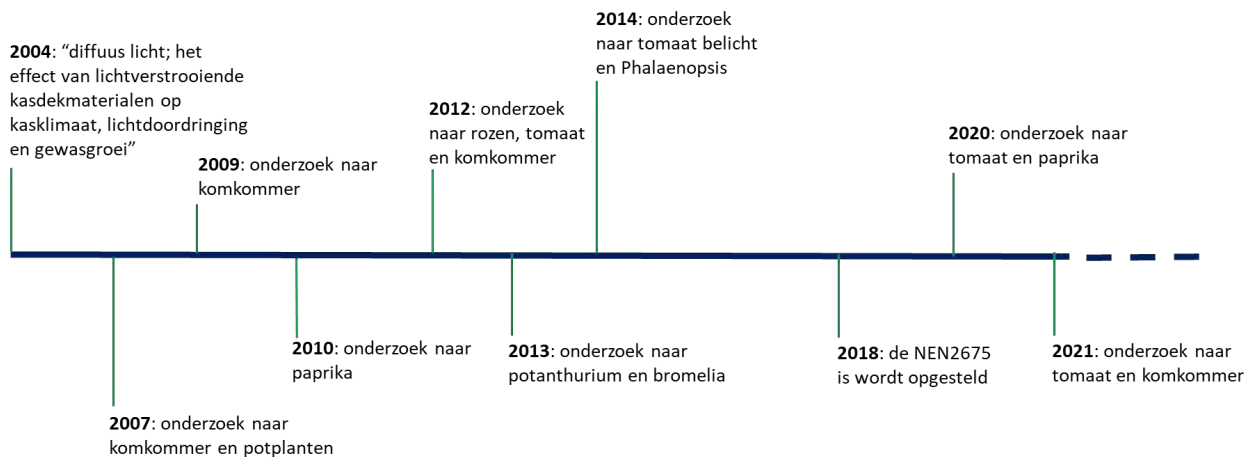 2004: “diffuus licht; het
effect van lichtverstrooiende
kasdekmaterialen op
kasklimaat, lichtdoordringing
en gewasgroei”
2007: onderzoek naar
komkommer en potplanten
2009: onderzoek naar
komkommer
2010: onderzoek naar
paprika
2012: onderzoek
naar rozen, tomaat
en komkommer
2013: onderzoek naar
potanthurium en bromelia
2014: onderzoek
naar tomaat belicht
en Phalaenopsis
2018: de NEN2675
is wordt opgesteld
2020: onderzoek naar
tomaat en paprika
2021: onderzoek naar
tomaat en komkommer